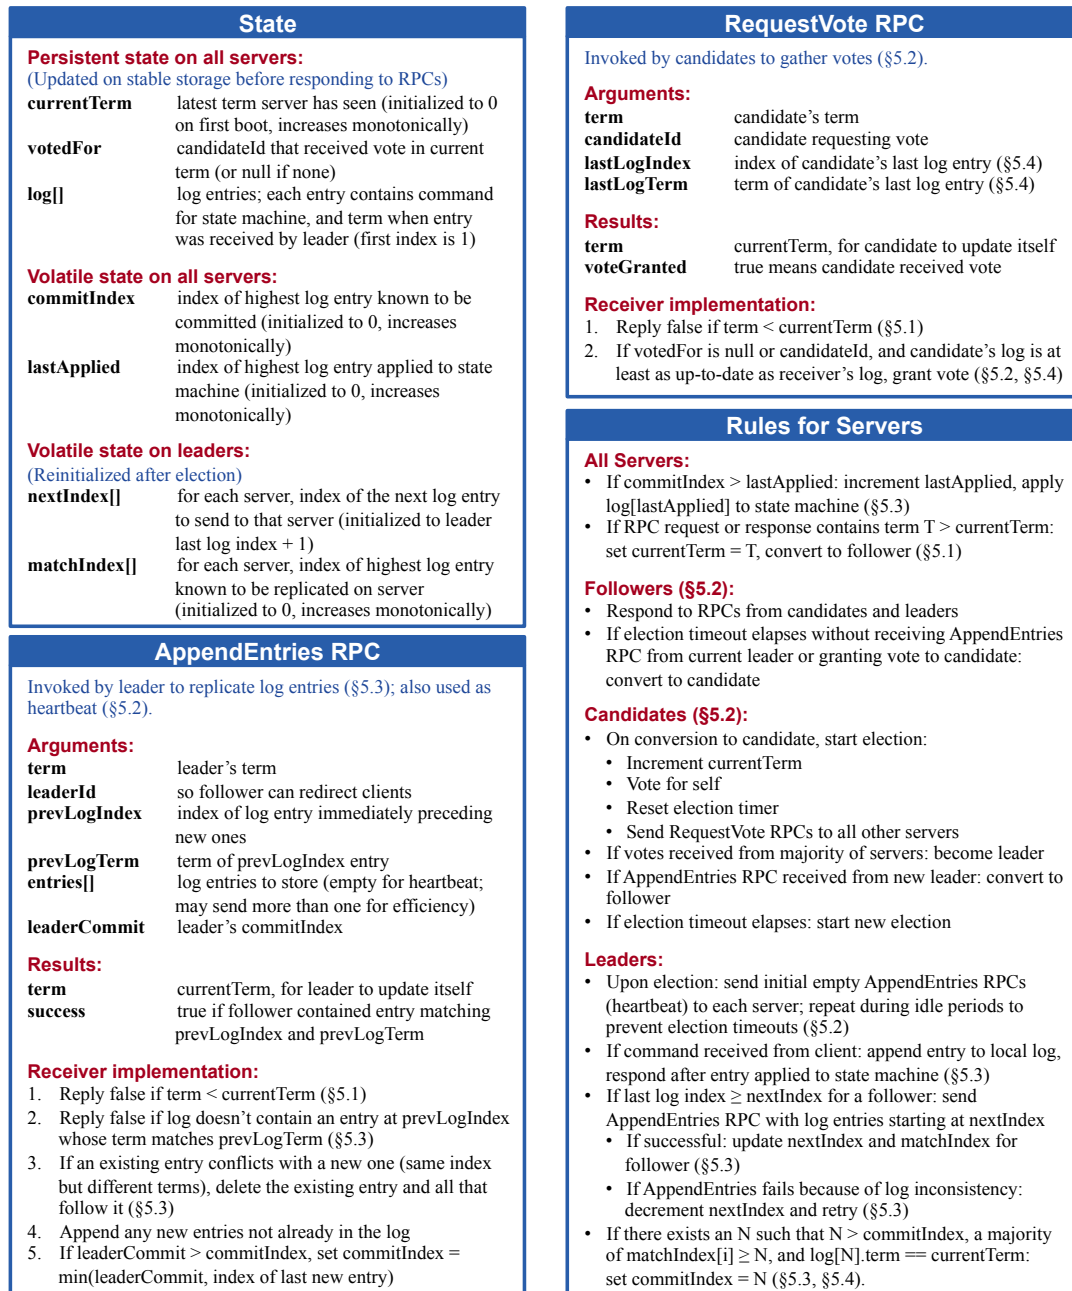 State
Persistent state on all servers:
(Updated on stable storage before responding to RPCs)
currentTerm latest term server has seen (initialized to 0
on first boot, increases monotonically)
votedFor candidateId that received vote in current
term (or null if none)
log[] log entries; each entry contains command
for state machine, and term when entry
was received by leader (first index is 1)
Volatile state on all servers:
commitIndex index of highest log entry known to be
committed (initialized to 0, increases
monotonically)
lastApplied index of highest log entry applied to state
machine (initialized to 0, increases
monotonically)
Volatile state on leaders:
(Reinitialized after election)
nextIndex[] for each server, index of the next log entry
to send to that server (initialized to leader
last log index + 1)
matchIndex[] for each server, index of highest log entry
known to be replicated on server
(initialized to 0, increases monotonically)
AppendEntries RPC
Invoked by leader to replicate log entries (§5.3); also used as
heartbeat (§5.2).
Arguments:
term leader’s term
leaderId so follower can redirect clients
prevLogIndex index of log entry immediately preceding
new ones
prevLogTerm term of prevLogIndex entry
entries[] log entries to store (empty for heartbeat;
may send more than one for efficiency)
leaderCommit leader’s commitIndex
Results:
term currentTerm, for leader to update itself
success true if follower contained entry matching
prevLogIndex and prevLogTerm
Receiver implementation:
1. Reply false if term < currentTerm (§5.1)
2. Reply false if log doesn’t contain an entry at prevLogIndex
whose term matches prevLogTerm (§5.3)
3. If an existing entry conflicts with a new one (same index
but different terms), delete the existing entry and all that
follow it (§5.3)
4. Append any new entries not already in the log
5. If leaderCommit > commitIndex, set commitIndex =
min(leaderCommit, index of last new entry)
RequestVote RPC
Invoked by candidates to gather votes (§5.2).
Arguments:
term candidate’s term
candidateId candidate requesting vote
lastLogIndex index of candidate’s last log entry (§5.4)
lastLogTerm term of candidate’s last log entry (§5.4)
Results:
term currentTerm, for candidate to update itself
voteGranted true means candidate received vote
Receiver implementation:
1. Reply false if term < currentTerm (§5.1)
2. If votedFor is null or candidateId, and candidate’s log is at
least as up-to-date as receiver’s log, grant vote (§5.2, §5.4)
Rules for Servers
All Servers:
• If commitIndex > lastApplied: increment lastApplied, apply
log[lastApplied] to state machine (§5.3)
• If RPC request or response contains term T > currentTerm:
set currentTerm = T, convert to follower (§5.1)
Followers (§5.2):
• Respond to RPCs from candidates and leaders
• If election timeout elapses without receiving AppendEntries
RPC from current leader or granting vote to candidate:
convert to candidate
Candidates (§5.2):
• On conversion to candidate, start election:
• Increment currentTerm
• Vote for self
• Reset election timer
• Send RequestVote RPCs to all other servers
• If votes received from majority of servers: become leader
• If AppendEntries RPC received from new leader: convert to
follower
• If election timeout elapses: start new election
Leaders:
• Upon election: send initial empty AppendEntries RPCs
(heartbeat) to each server; repeat during idle periods to
prevent election timeouts (§5.2)
• If command received from client: append entry to local log,
respond after entry applied to state machine (§5.3)
• If last log index ≥ nextIndex for a follower: send
AppendEntries RPC with log entries starting at nextIndex
• If successful: update nextIndex and matchIndex for
follower (§5.3)
• If AppendEntries fails because of log inconsistency:
decrement nextIndex and retry (§5.3)
• If there exists an N such that N > commitIndex, a majority
of matchIndex[i] ≥ N, and log[N].term == currentTerm:
set commitIndex = N (§5.3, §5.4).